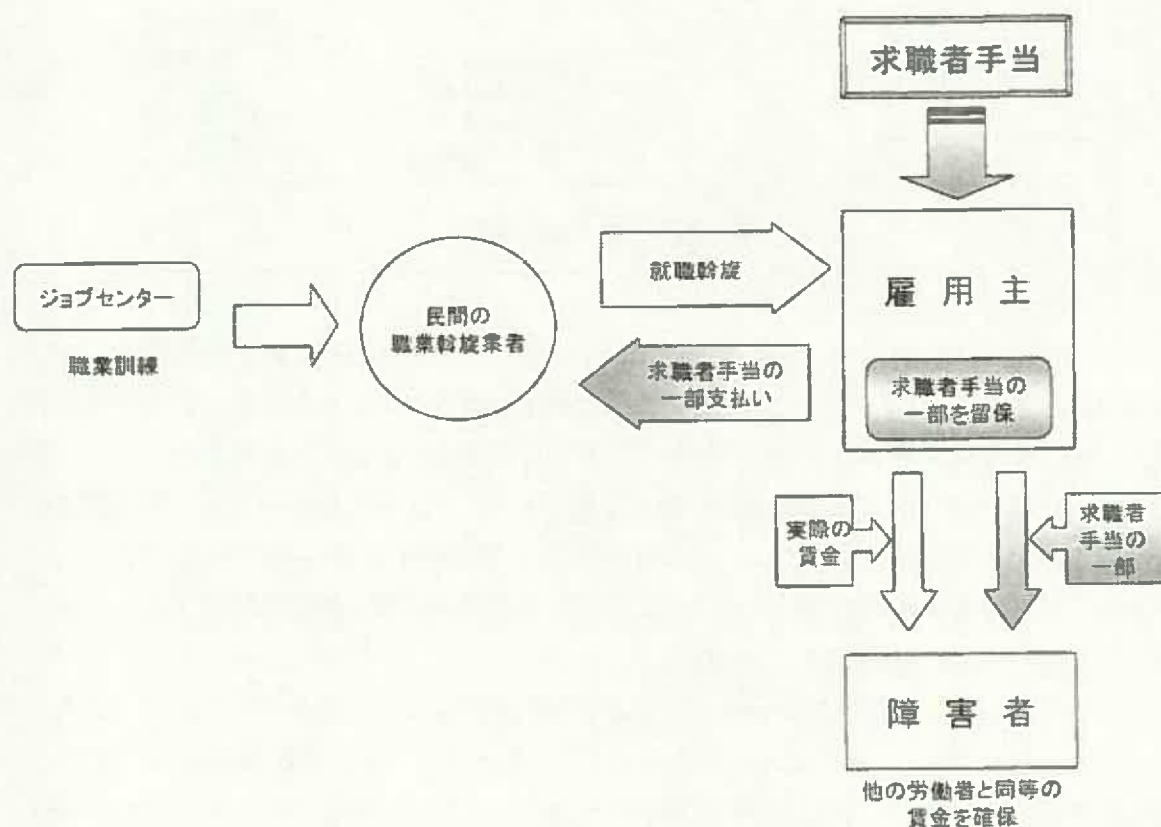 求職者手当
ジョブセンター
職業訓練
民間の
職業斡旋業者
就職斡旋
求職者手当の
一部支払い
雇用主
求職者手当の
一部を留保
実際の
賃金
求職者
手当の
一部
障害者
他の労働者と同等の
賃金を確保